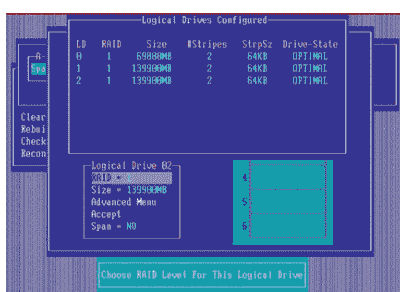 Logical Drives Configured
LD RAID Size #Stripes StrpSz Drive-State
0 1 69880MB 2 64KB OPTIMAL
1 1 139900MB 2 64KB OPTIMAL
2 1 139900MB 2 64KB OPTIMAL
A
Spa
Clear
Rebui
Check
Recon
Logical Drive 02
RAID =
Size = 139900MB
Advanced Menu
Accept
Span = NO
4
5
6
Choose RAID Level For This Logical Drive